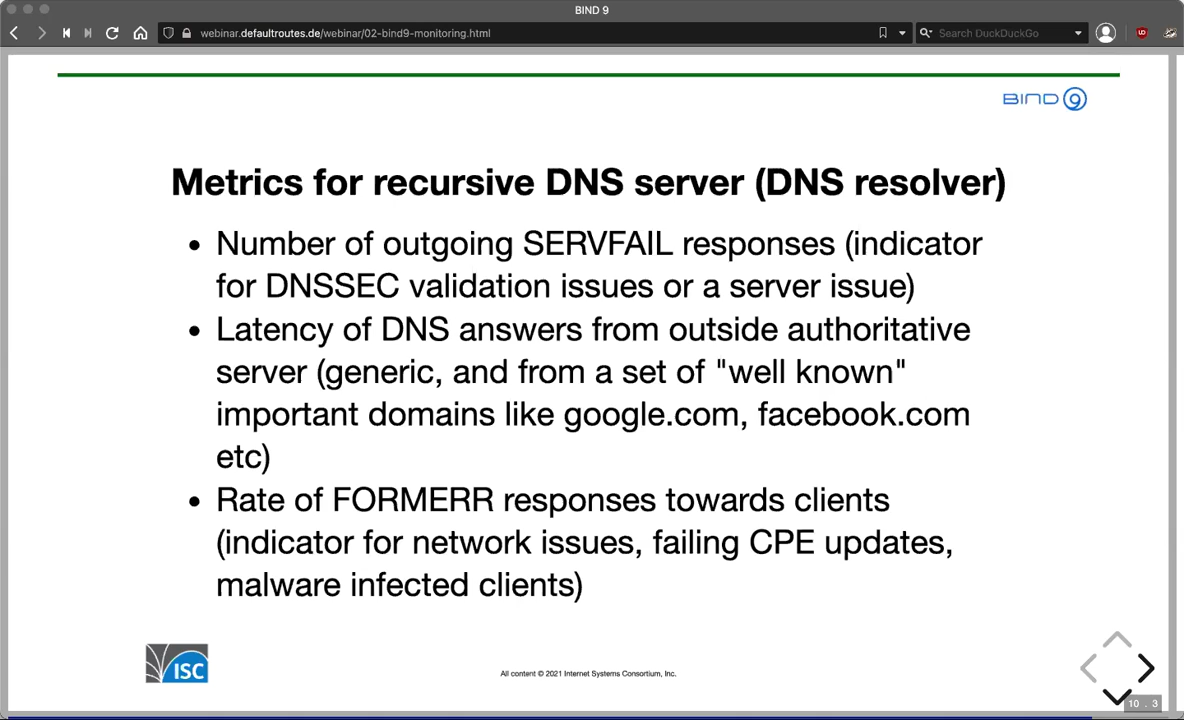 BIND 9
webinar.defaultroutes.de/webinar/02-bind9-monitoring.html
Search DuckDuckGo
BIND 9
Metrics for recursive DNS server (DNS resolver)
• Number of outgoing SERVFAIL responses (indicator
for DNSSEC validation issues or a server issue)
• Latency of DNS answers from outside authoritative
server (generic, and from a set of "well known"
important domains like google.com, facebook.com
etc)
• Rate of FORMERR responses towards clients
(indicator for network issues, failing CPE updates,
malware infected clients)
ISC
All content © 2021 Internet Systems Consortium, Inc.
10 . 3